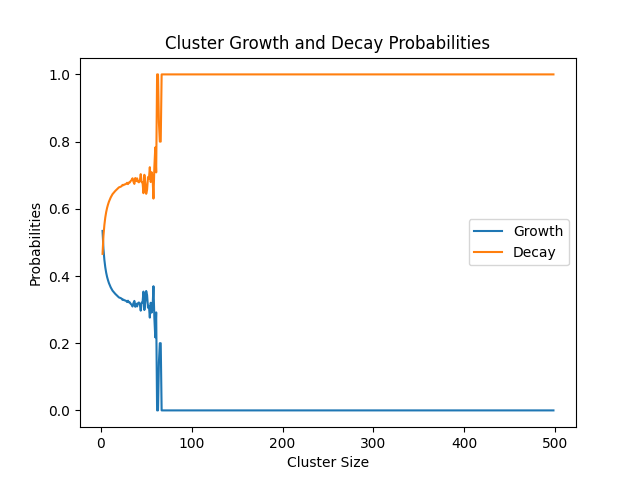 Cluster Growth and Decay Probabilities
1.0
0.8
0.6
0.4
0.2
0.0
Probabilities
Growth
Decay
0
100
200
300
400
500
Cluster Size